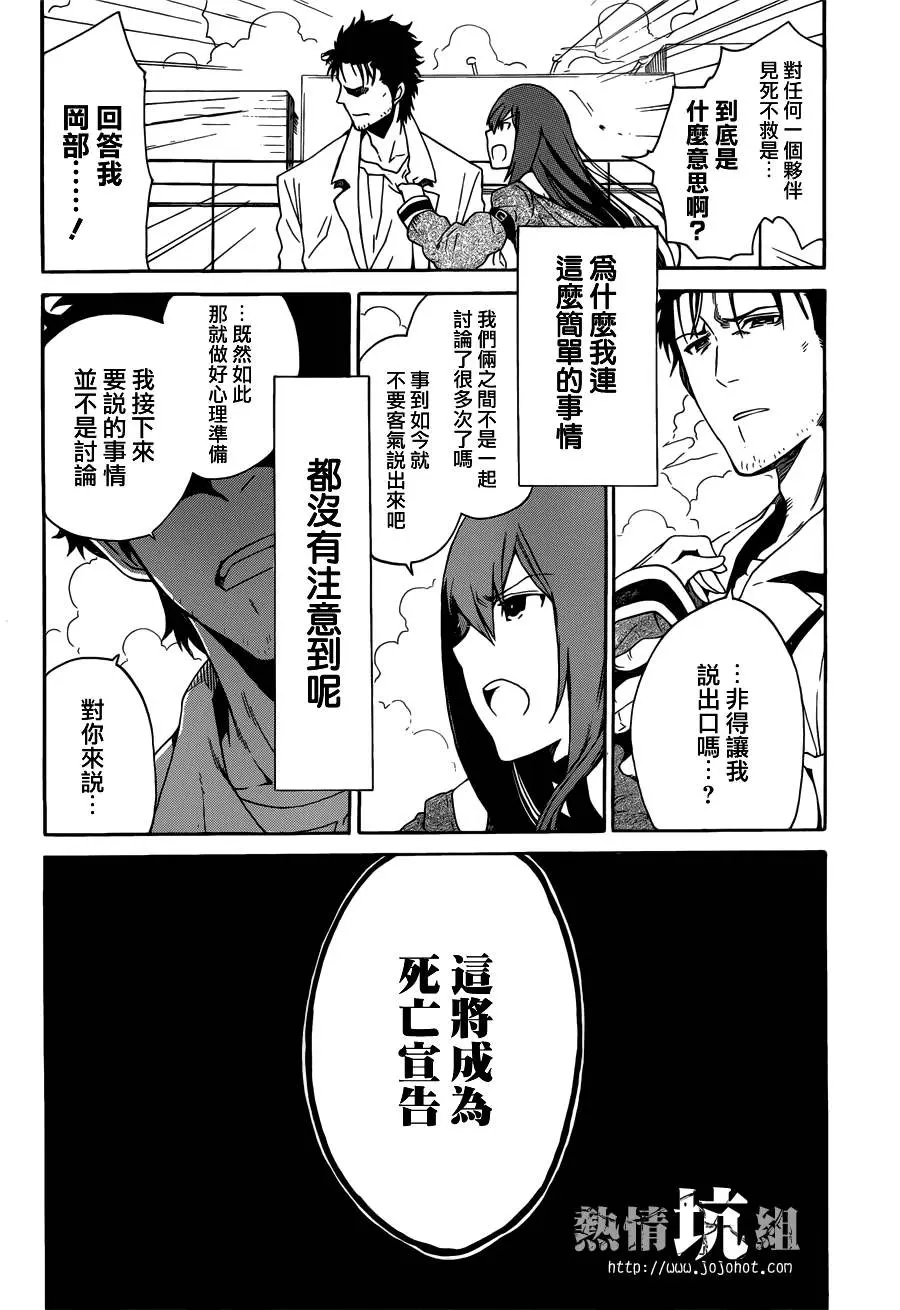 對任何一個夥伴
見死不救是…
到底是
什麼意思啊？
回答我
岡部……！
為什麼我連
這麼簡單的事情
…非得讓我
説出口嗎…？
我們倆之間不是一起
討論了很多次了嗎
事到如今就
不要客氣説出來吧
都沒有注意到呢
…既然如此
那就做好心理準備
我接下來
要説的事情
並不是討論
對你來説…
這將成為
死亡宣告
熱情坑組
http://www.jojohot.com/